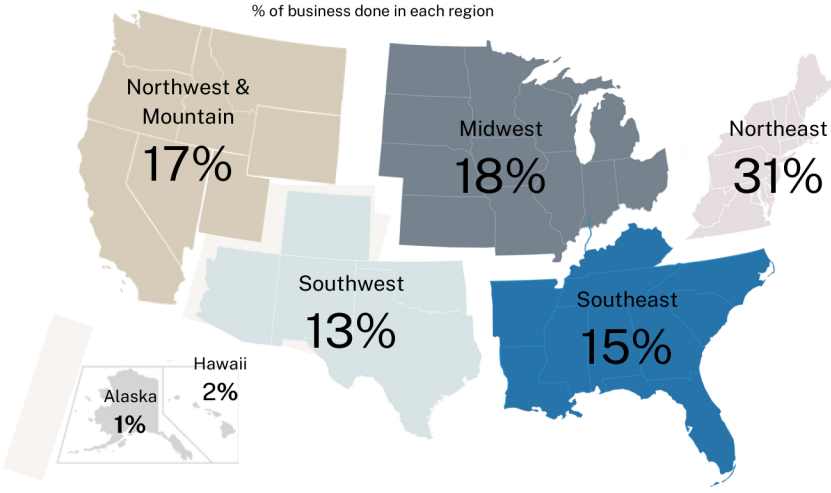 % of business done in each region
Northwest &
Mountain
17%
Midwest
18%
Northeast
31%
Southwest
13%
Southeast
15%
Hawaii
2%
Alaska
1%